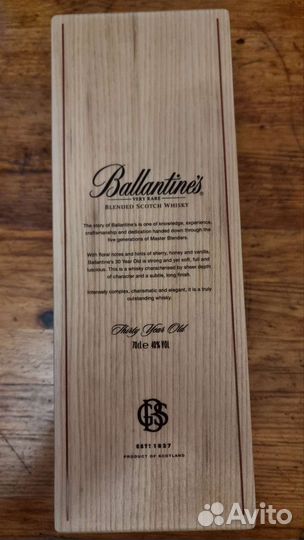 Ballantine's
VERY RARE
BLENDED SCOTCH WHISKY
The story of Ballantine's is one of knowledge, experience,
craftsmanship and dedication handed down through the
five generations of Master Blenders.
With floral notes and hints of sherry, honey and vanilla,
Ballantine's 30 Year Old is strong and yet soft, full and
luscious. This is a whisky characterised by sheer depth
of character and a subtle, long finish.
Intensely complex, charismatic and elegant, it is a truly
outstanding whisky.
Thirty Year Old
70cl e 40% VOL
GBS
ESTD 1827
PRODUCT OF SCOTLAND
Avito